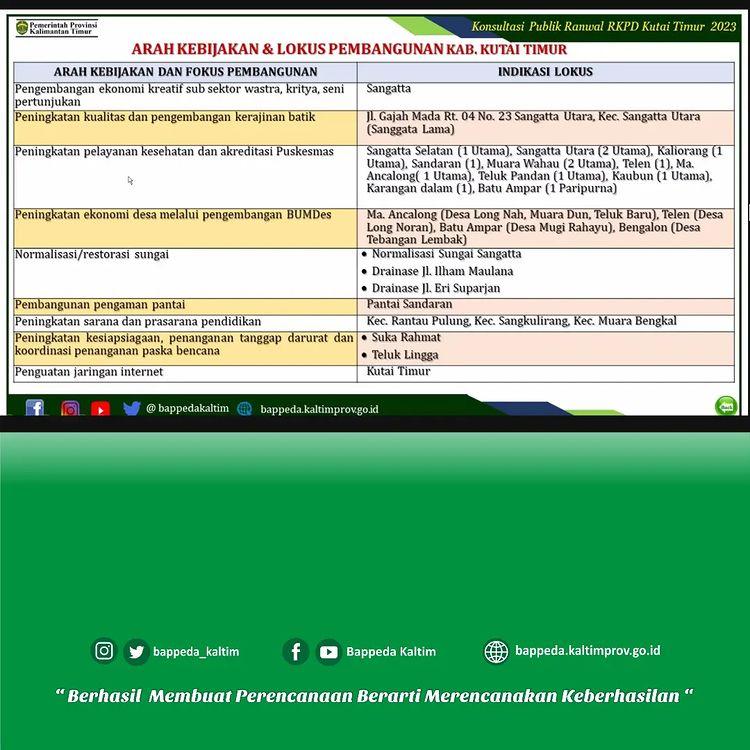 Pemerintah Provinsi
Kalimantan Timur
Konsultasi Publik Ranwal RKPD Kutai Timur 2023
ARAH KEBIJAKAN & LOKUS PEMBANGUNAN KAB. KUTAI TIMUR
ARAH KEBIJAKAN DAN FOKUS PEMBANGUNAN
INDIKASI LOKUS
Pengembangan ekonomi kreatif sub sektor wastra, kritya, seni
pertunjukan
Sangatta
Peningkatan kualitas dan pengembangan kerajinan batik
Jl. Gajah Mada Rt. 04 No. 23 Sangatta Utara, Kec. Sangatta Utara
(Sanggata Lama)
Peningkatan pelayanan kesehatan dan akreditasi Puskesmas
Sangatta Selatan (1 Utama), Sangatta Utara (2 Utama), Kaliorang (1
Utama), Sandaran (1), Muara Wahau (2 Utama), Telen (1), Ma.
Ancalong( 1 Utama), Teluk Pandan (1 Utama), Kaubun (1 Utama),
Karangan dalam (1), Batu Ampar (1 Paripurna)
Peningkatan ekonomi desa melalui pengembangan BUMDes
Ma. Ancalong (Desa Long Nah, Muara Dun, Teluk Baru), Telen (Desa
Long Noran), Batu Ampar (Desa Mugi Rahayu), Bengalon (Desa
Tebangan Lembak)
Normalisasi/restorasi sungai
• Normalisasi Sungai Sangatta
• Drainase Jl. Ilham Maulana
• Drainase Jl. Eri Suparjan
Pembangunan pengaman pantai
Pantai Sandaran
Peningkatan sarana dan prasarana pendidikan
Kec. Rantau Pulung, Kec. Sangkulirang, Kec. Muara Bengkal
Peningkatan kesiapsiagaan, penanganan tanggap darurat dan
koordinasi penanganan paska bencana
• Suka Rahmat
• Teluk Lingga
Penguatan jaringan internet
Kutai Timur
@ bappedakaltim
bappeda.kaltimprov.go.id
bappeda_kaltim
Bappeda Kaltim
bappeda.kaltimprov.go.id
“ Berhasil Membuat Perencanaan Berarti Merencanakan Keberhasilan “